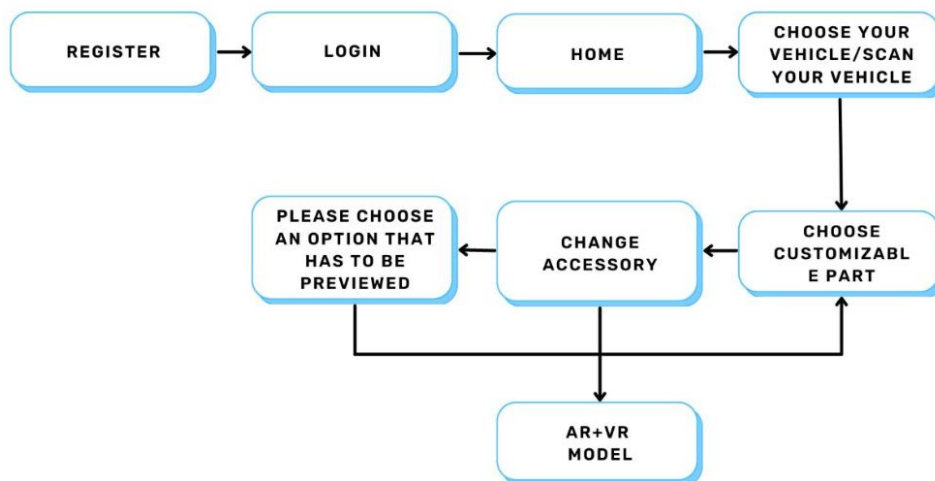 REGISTER
LOGIN
HOME
CHOOSE YOUR
VEHICLE/SCAN
YOUR VEHICLE
PLEASE CHOOSE
AN OPTION THAT
HAS TO BE
PREVIEWED
CHANGE
ACCESSORY
CHOOSE
CUSTOMIZABL
E PART
AR+VR
MODEL